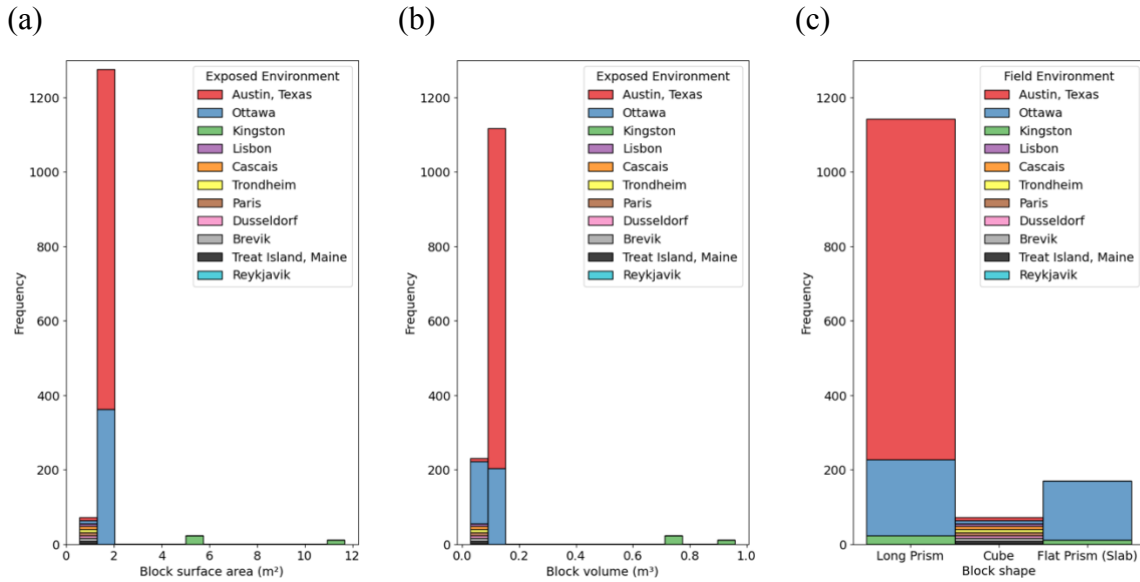 (a)
(b)
(c)
Exposed Environment
Austin, Texas
Ottawa
Kingston
Lisbon
Cascais
Trondheim
Paris
Dusseldorf
Brevik
Treat Island, Maine
Reykjavik
1200
1000
800
600
400
200
0
Frequency
0 2 4 6 8 10 12
Block surface area (m²)
Exposed Environment
Austin, Texas
Ottawa
Kingston
Lisbon
Cascais
Trondheim
Paris
Dusseldorf
Brevik
Treat Island, Maine
Reykjavik
1200
1000
800
600
400
200
0
Frequency
0.0 0.2 0.4 0.6 0.8 1.0
Block volume (m³)
Field Environment
Austin, Texas
Ottawa
Kingston
Lisbon
Cascais
Trondheim
Paris
Dusseldorf
Brevik
Treat Island, Maine
Reykjavik
1200
1000
800
600
400
200
0
Frequency
Long Prism Cube Flat Prism (Slab)
Block shape